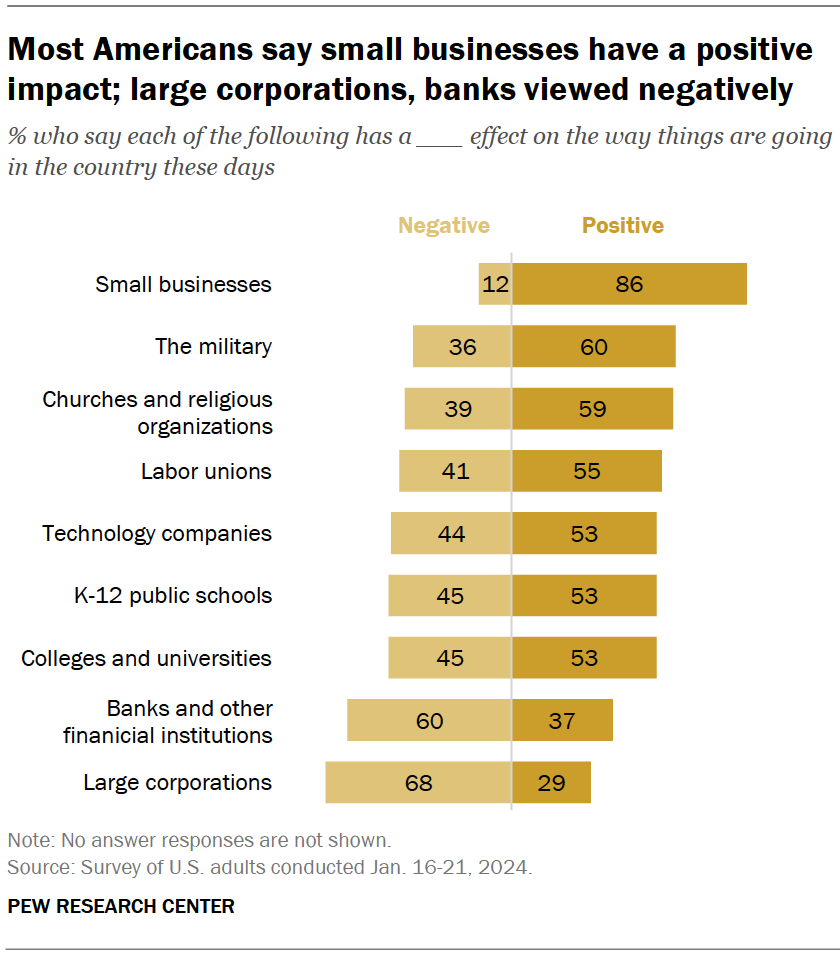 Most Americans say small businesses have a positive
impact; large corporations, banks viewed negatively
% who say each of the following has a ____ effect on the way things are going
in the country these days
Negative Positive
Small businesses 12 86
The military 36 60
Churches and religious
organizations 39 59
Labor unions 41 55
Technology companies 44 53
K-12 public schools 45 53
Colleges and universities 45 53
Banks and other
finanicial institutions 60 37
Large corporations 68 29
Note: No answer responses are not shown.
Source: Survey of U.S. adults conducted Jan. 16-21, 2024.
PEW RESEARCH CENTER